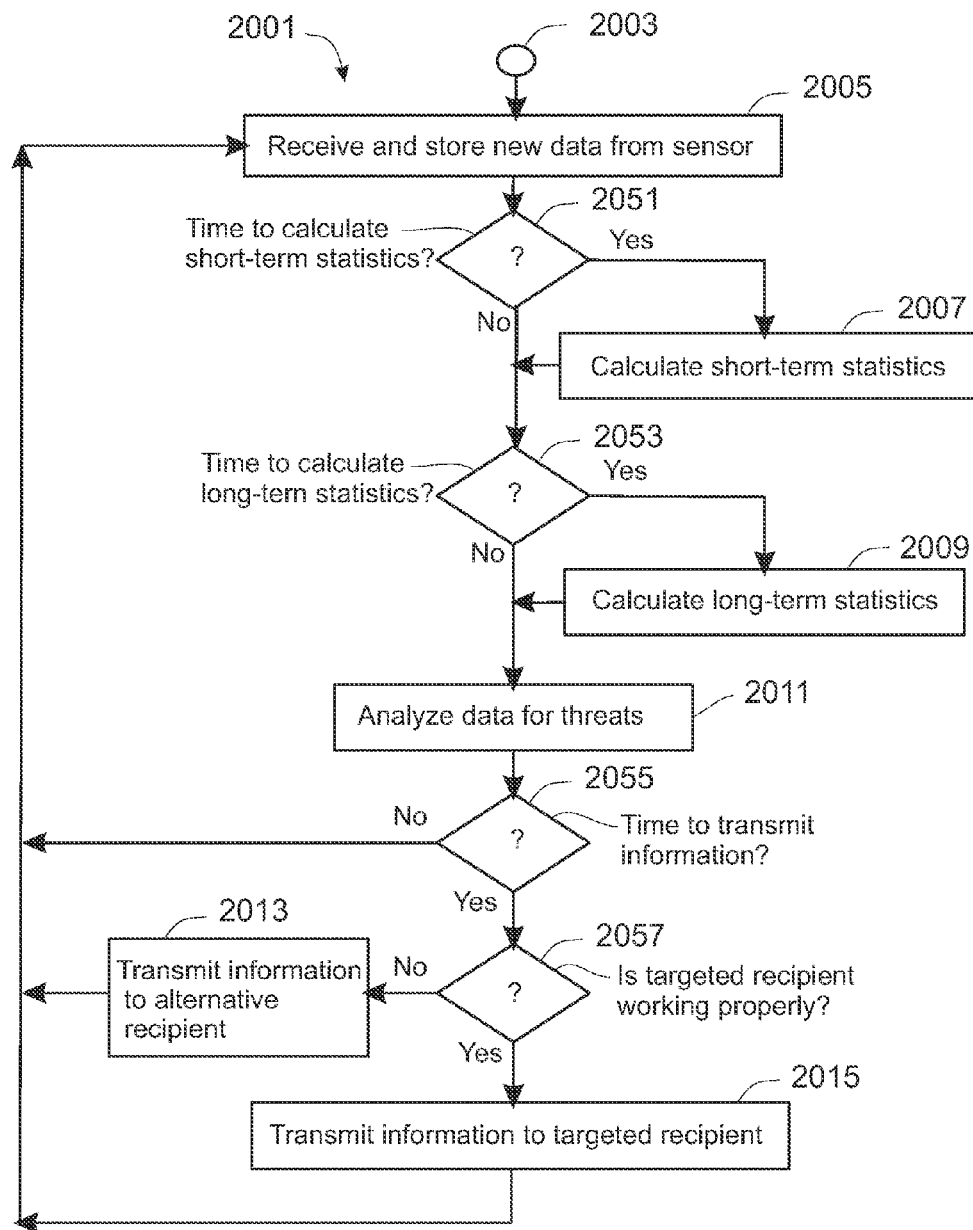 2001
2003
2005
Receive and store new data from sensor
2051
Time to calculate
short-term statistics?
?
Yes
No
2007
Calculate short-term statistics
2053
Time to calculate
long-term statistics?
?
Yes
No
2009
Calculate long-term statistics
2011
Analyze data for threats
2055
No
?
Time to transmit
information?
Yes
2013
2057
Transmit information
to alternative
recipient
No
?
Is targeted recipient
working properly?
Yes
2015
Transmit information to targeted recipient